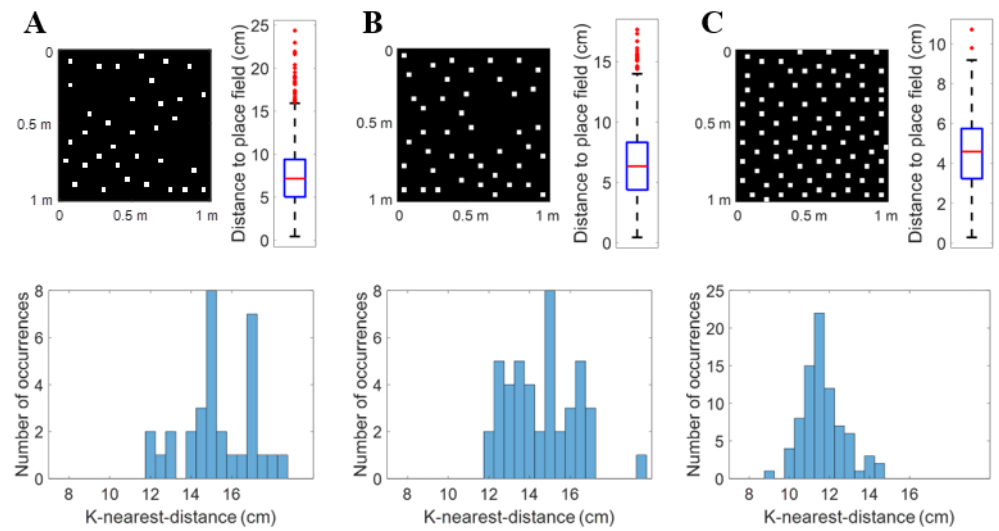 A
0
0.5 m
1 m
0
0.5 m
1 m
Distance to place field (cm)
25
20
15
10
5
0
B
0
0.5 m
1 m
0
0.5 m
1 m
Distance to place field (cm)
15
10
5
0
C
0
0.5 m
1 m
0
0.5 m
1 m
Distance to place field (cm)
10
8
6
4
2
0
Number of occurrences
8
6
4
2
0
8
10
12
14
16
K-nearest-distance (cm)
Number of occurrences
8
6
4
2
0
8
10
12
14
16
K-nearest-distance (cm)
Number of occurrences
25
20
15
10
5
0
8
10
12
14
16
K-nearest-distance (cm)